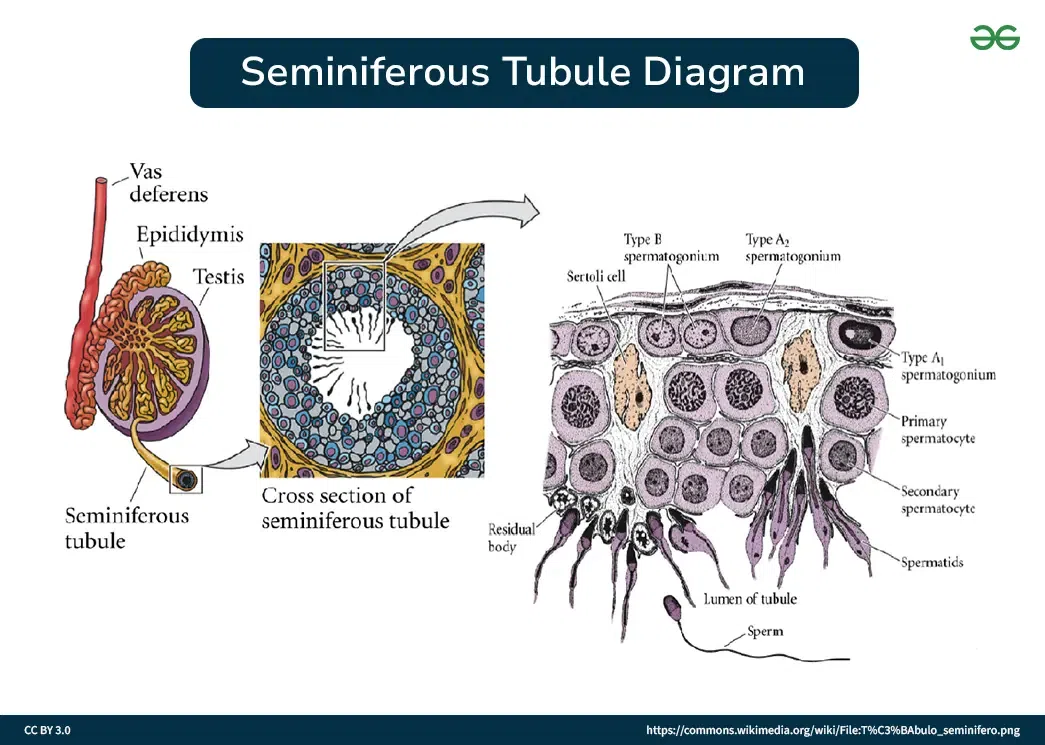 Seminiferous Tubule Diagram
Vas
deferens
Epididymis
Testis
Seminiferous
tubule
Cross section of
seminiferous tubule
Type B
spermatogonium
Type A2
spermatogonium
Sertoli cell
Type A1
spermatogonium
Primary
spermatocyte
Secondary
spermatocyte
Residual
body
Spermatids
Lumen of tubule
Sperm
CC BY 3.0
https://commons.wikimedia.org/wiki/File:T%C3%BAbulo_seminifero.png